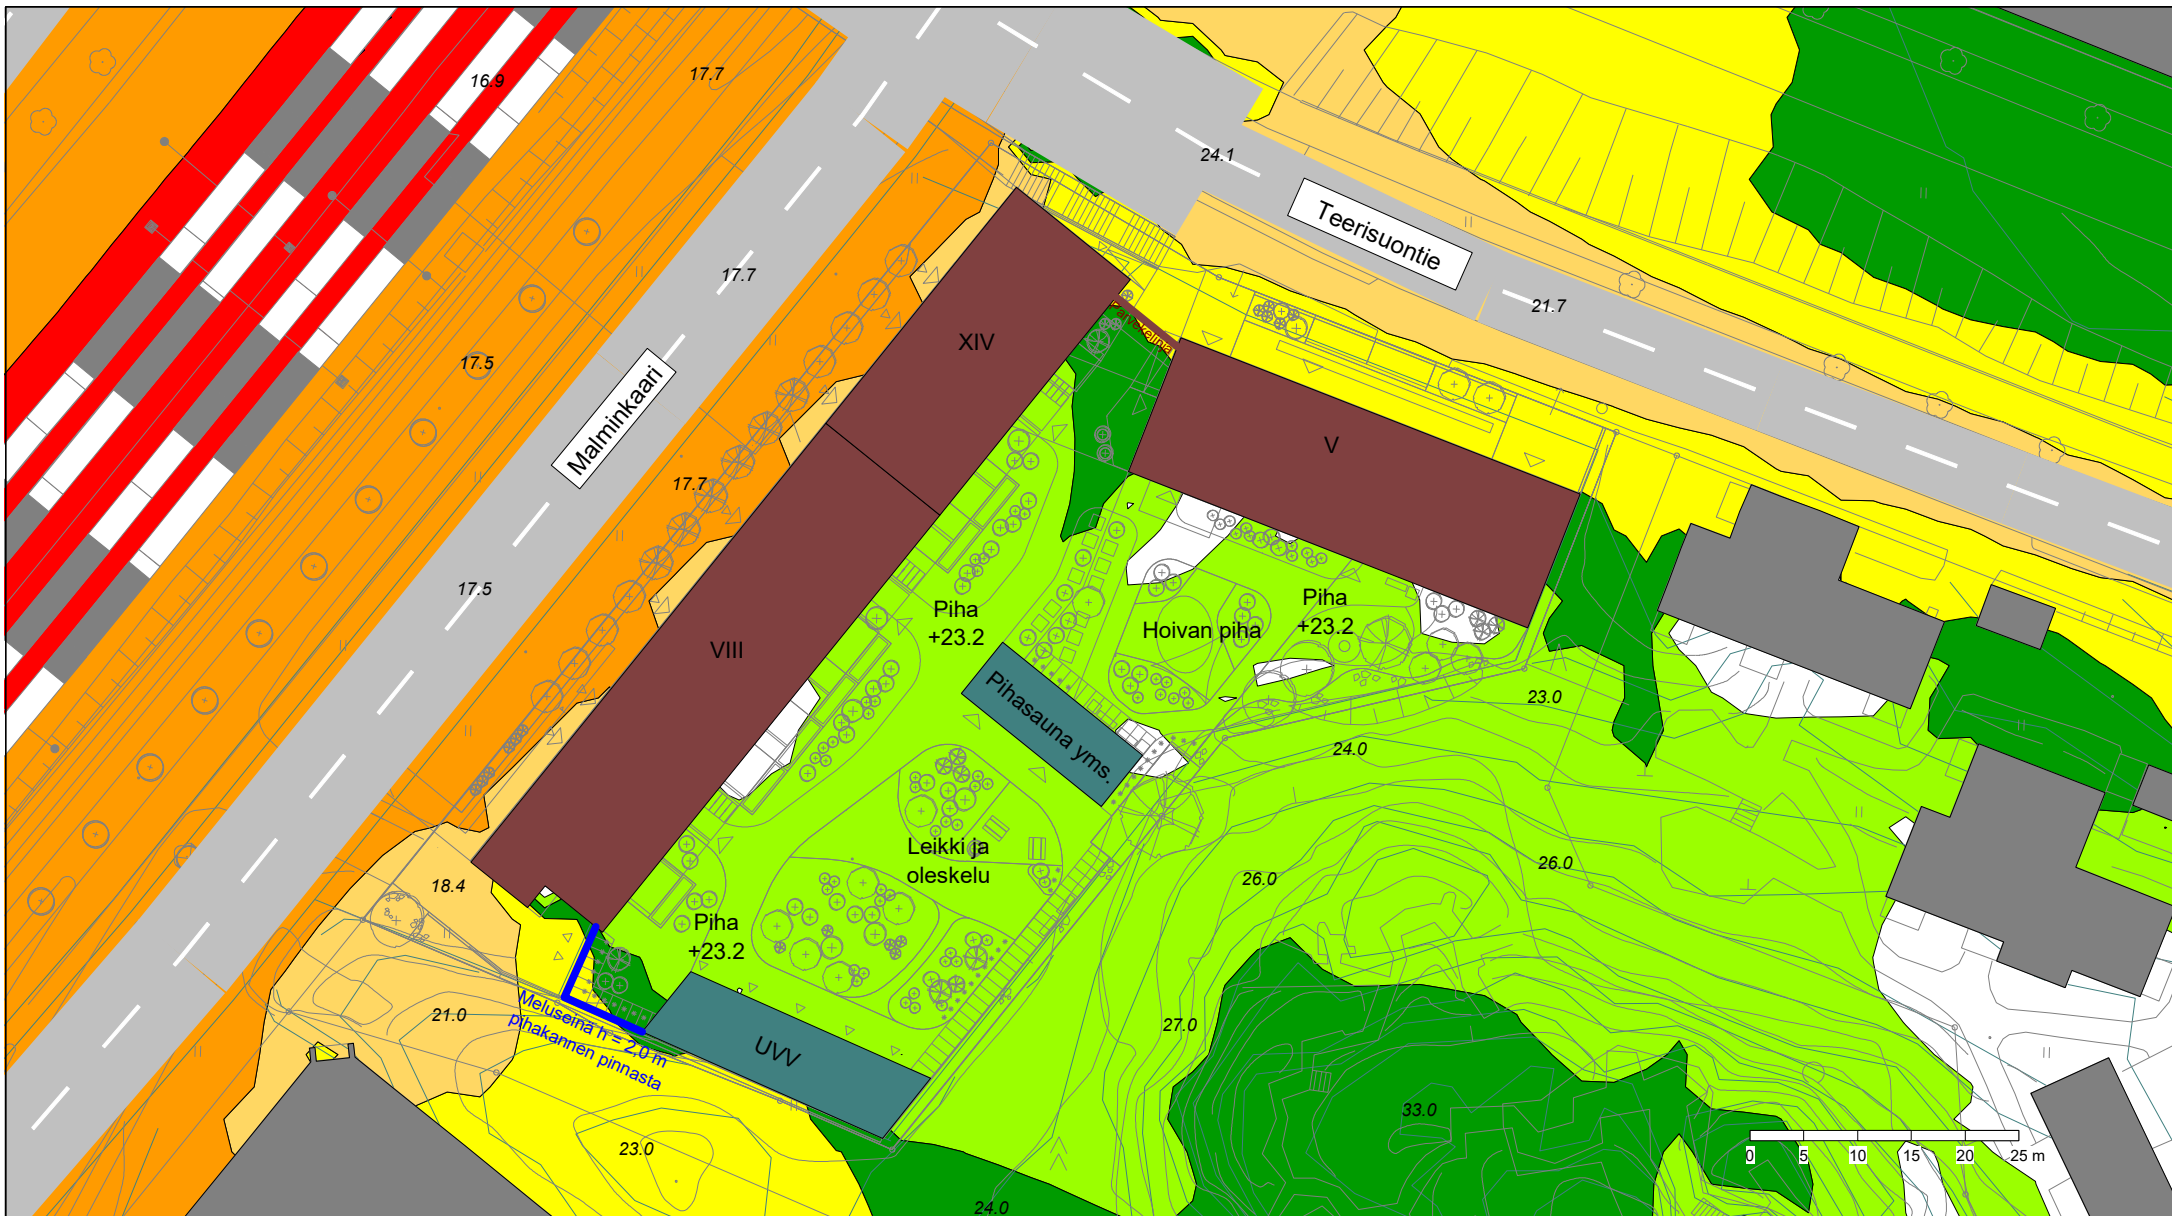 16.9
17.7
24.1
Teerisuontie
17.7
21.7
Parvekelinja
XIV
17.5
Malminkaari
V
17.7
17.5
Piha
+23.2
Piha
+23.2
Hoivan piha
VIII
Pihasauna yms.
23.0
24.0
Leikki ja
oleskelu
26.0
26.0
18.4
Piha
+23.2
21.0
Meluseinä h = 2,0 m
pihakannen pinnasta
UVV
27.0
33.0
23.0
24.0
0 5 10 15 20 25 m